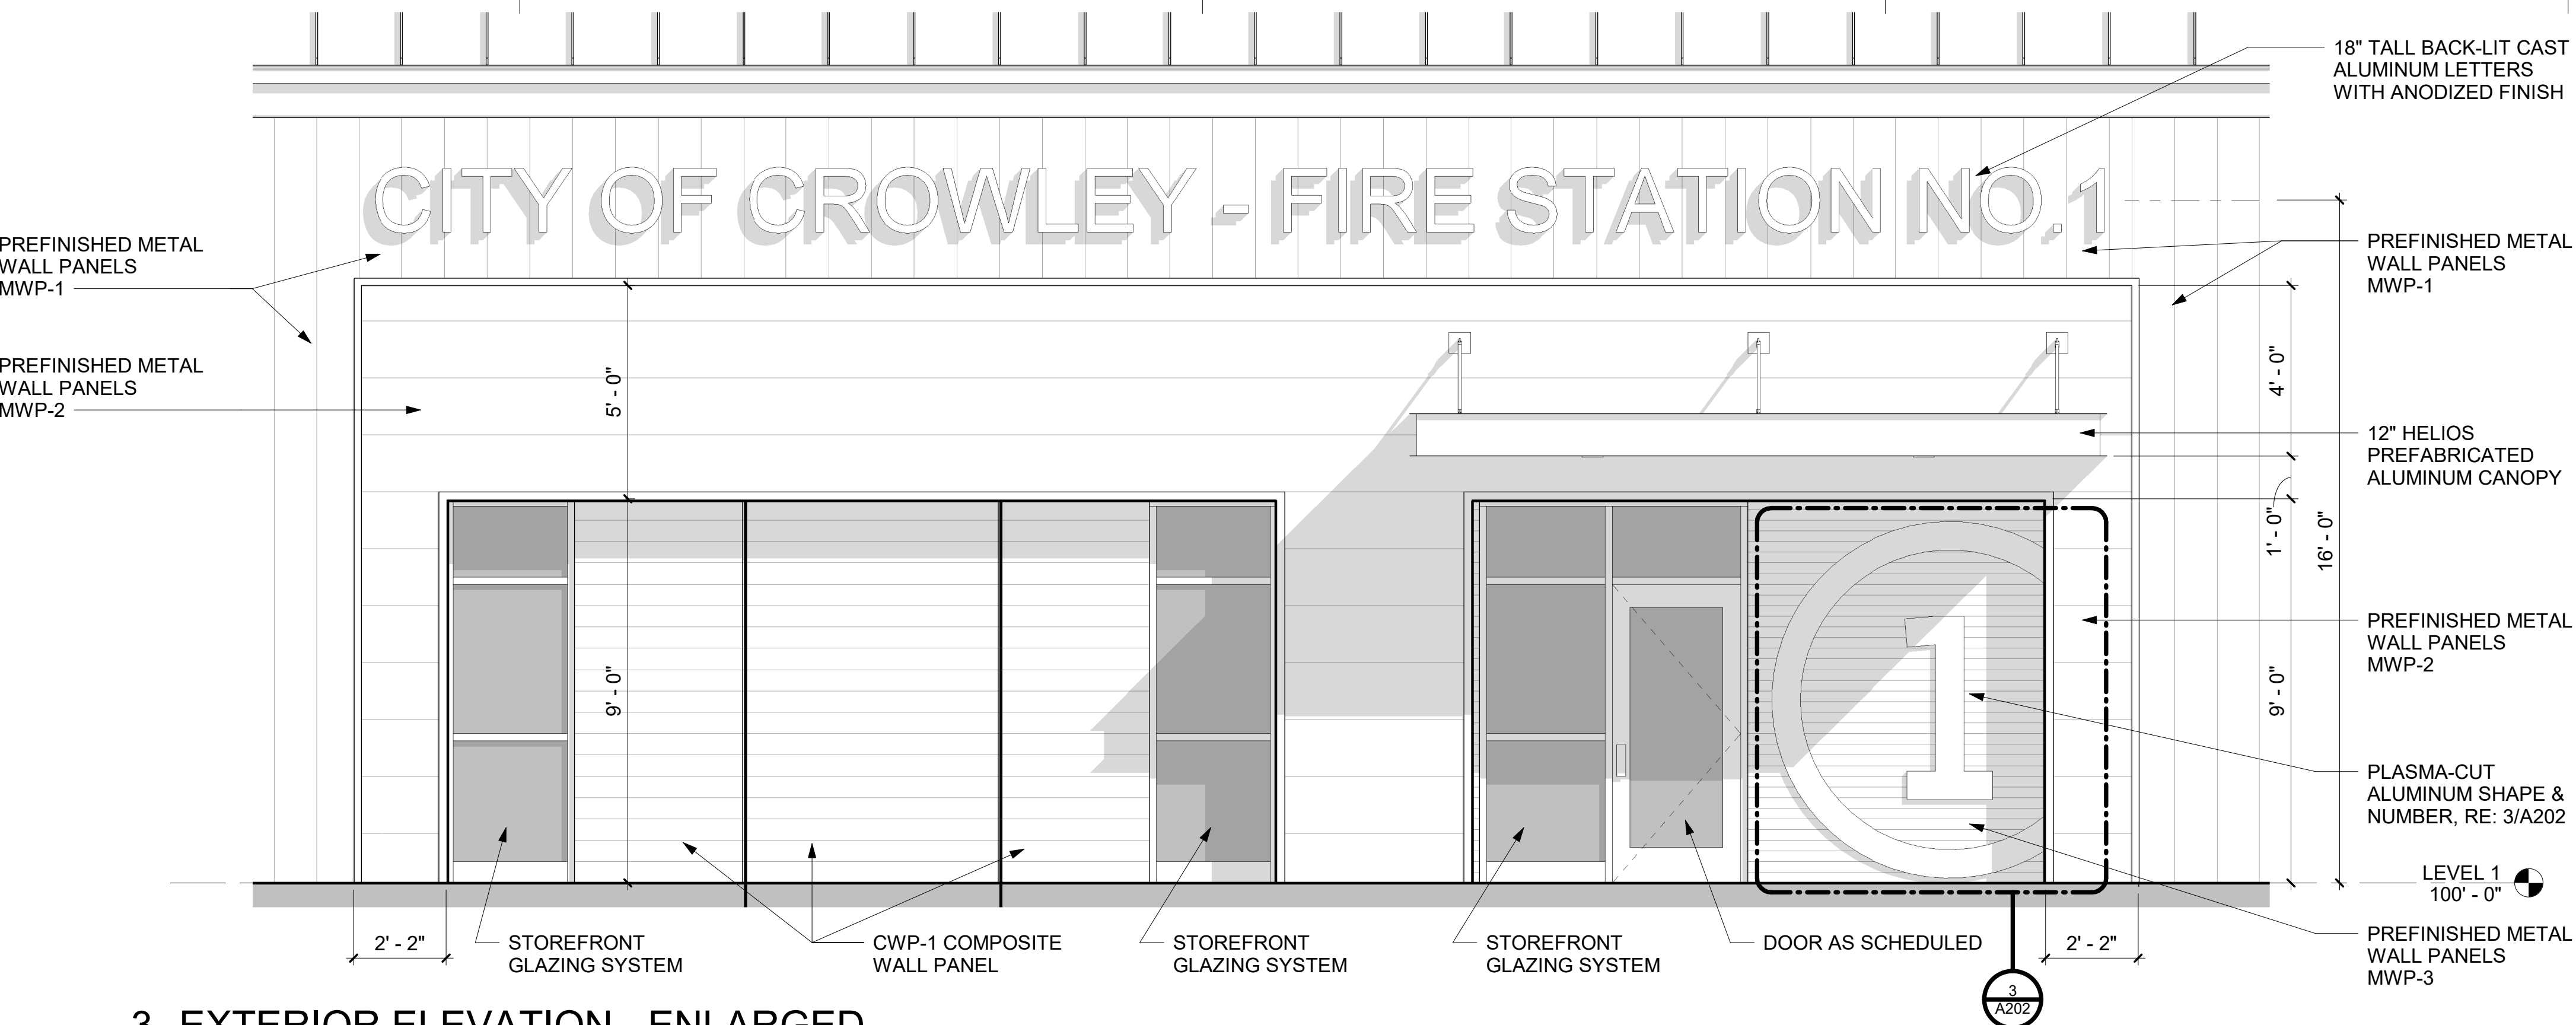 18" TALL BACK-LIT CAST
ALUMINUM LETTERS
WITH ANODIZED FINISH
CITY OF CROWLEY - FIRE STATION NO.1
PREFINISHED METAL
WALL PANELS
MWP-1
PREFINISHED METAL
WALL PANELS
MWP-1
PREFINISHED METAL
WALL PANELS
MWP-2
5' - 0"
4' - 0"
12" HELIOS
PREFABRICATED
ALUMINUM CANOPY
1' - 0"
16' - 0"
PREFINISHED METAL
WALL PANELS
MWP-2
9' - 0"
9' - 0"
1
PLASMA-CUT
ALUMINUM SHAPE &
NUMBER, RE: 3/A202
LEVEL 1
100' - 0"
2' - 2"
STOREFRONT
GLAZING SYSTEM
CWP-1 COMPOSITE
WALL PANEL
STOREFRONT
GLAZING SYSTEM
STOREFRONT
GLAZING SYSTEM
DOOR AS SCHEDULED
2' - 2"
PREFINISHED METAL
WALL PANELS
MWP-3
3
A202
3 EXTERIOR ELEVATION - ENLARGED